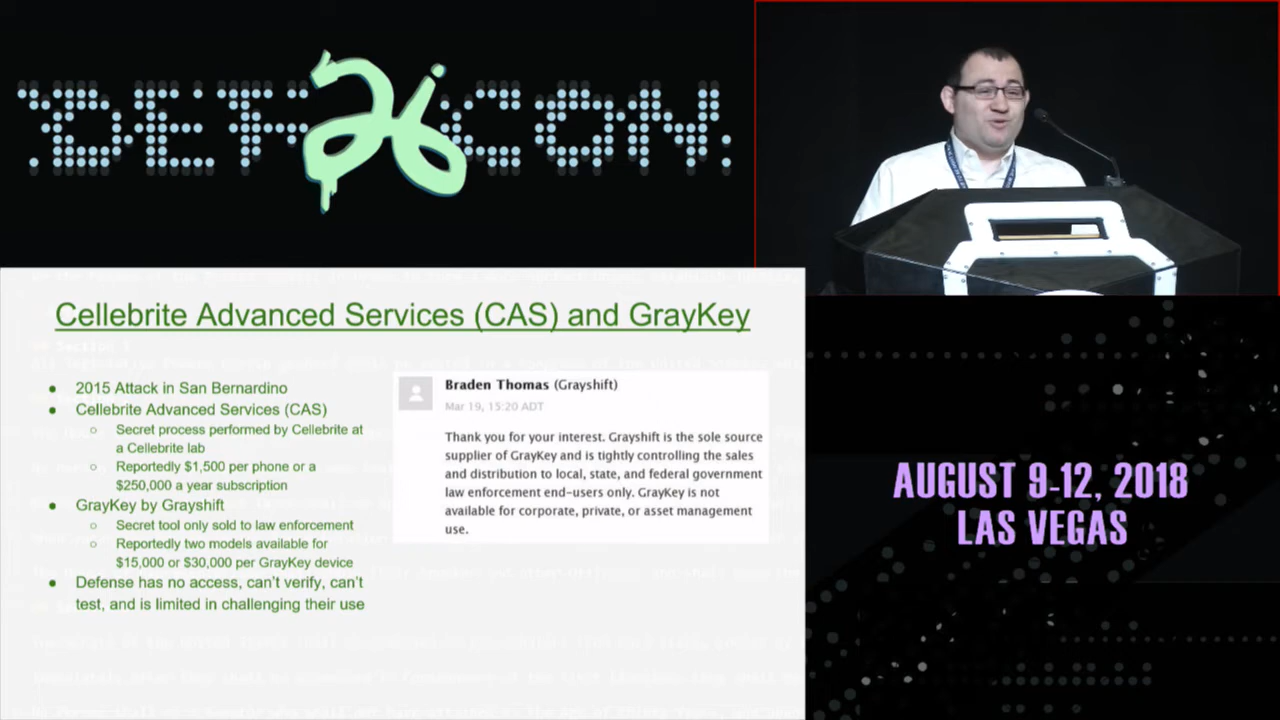 DEF CON
26
Cellebrite Advanced Services (CAS) and GrayKey
● 2015 Attack in San Bernardino
● Cellebrite Advanced Services (CAS)
○ Secret process performed by Cellebrite at
a Cellebrite lab
○ Reportedly $1,500 per phone or a
$250,000 a year subscription
● GrayKey by Grayshift
○ Secret tool only sold to law enforcement
○ Reportedly two models available for
$15,000 or $30,000 per GrayKey device
● Defense has no access, can't verify, can't
test, and is limited in challenging their use
Braden Thomas (Grayshift)
Mar 19, 15:20 ADT
Thank you for your interest. Grayshift is the sole source
supplier of GrayKey and is tightly controlling the sales
and distribution to local, state, and federal government
law enforcement end-users only. GrayKey is not
available for corporate, private, or asset management
use.
AUGUST 9-12, 2018
LAS VEGAS